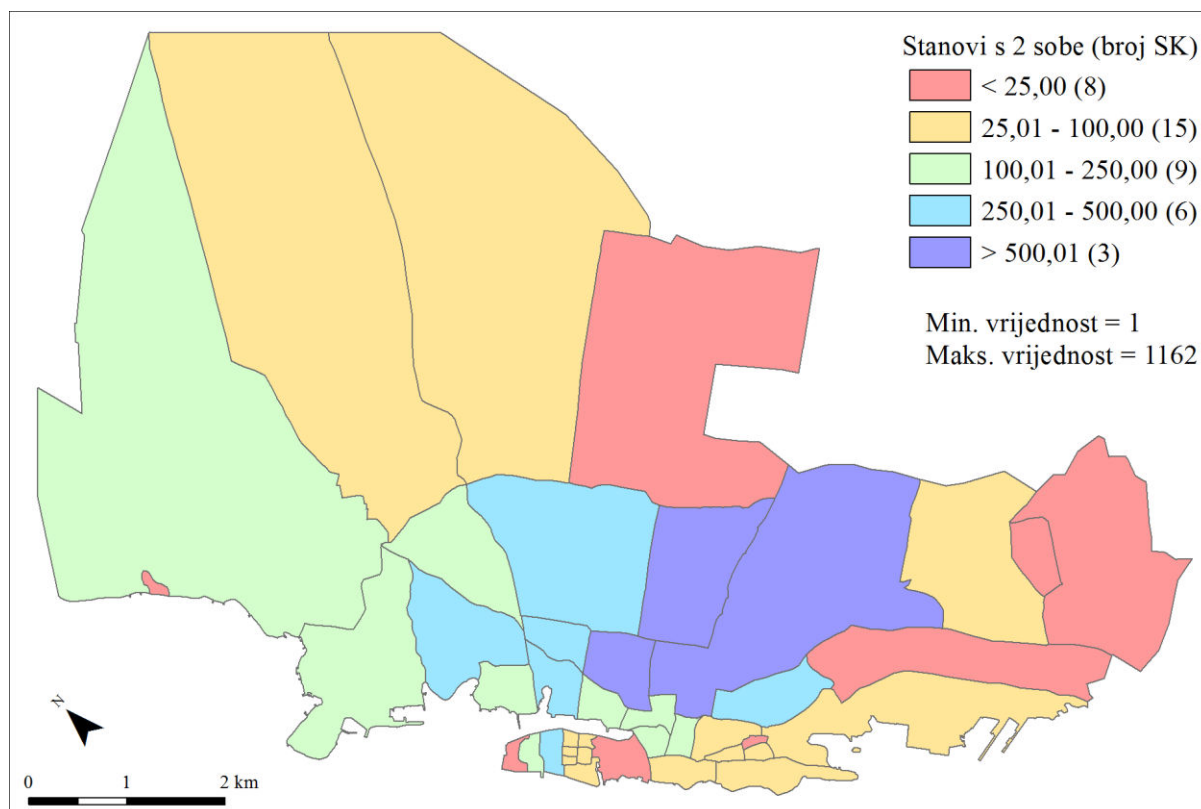 Stanovi s 2 sobe (broj SK)
< 25,00 (8)
25,01 - 100,00 (15)
100,01 - 250,00 (9)
250,01 - 500,00 (6)
> 500,01 (3)
Min. vrijednost = 1
Maks. vrijednost = 1162
N
0 1 2 km